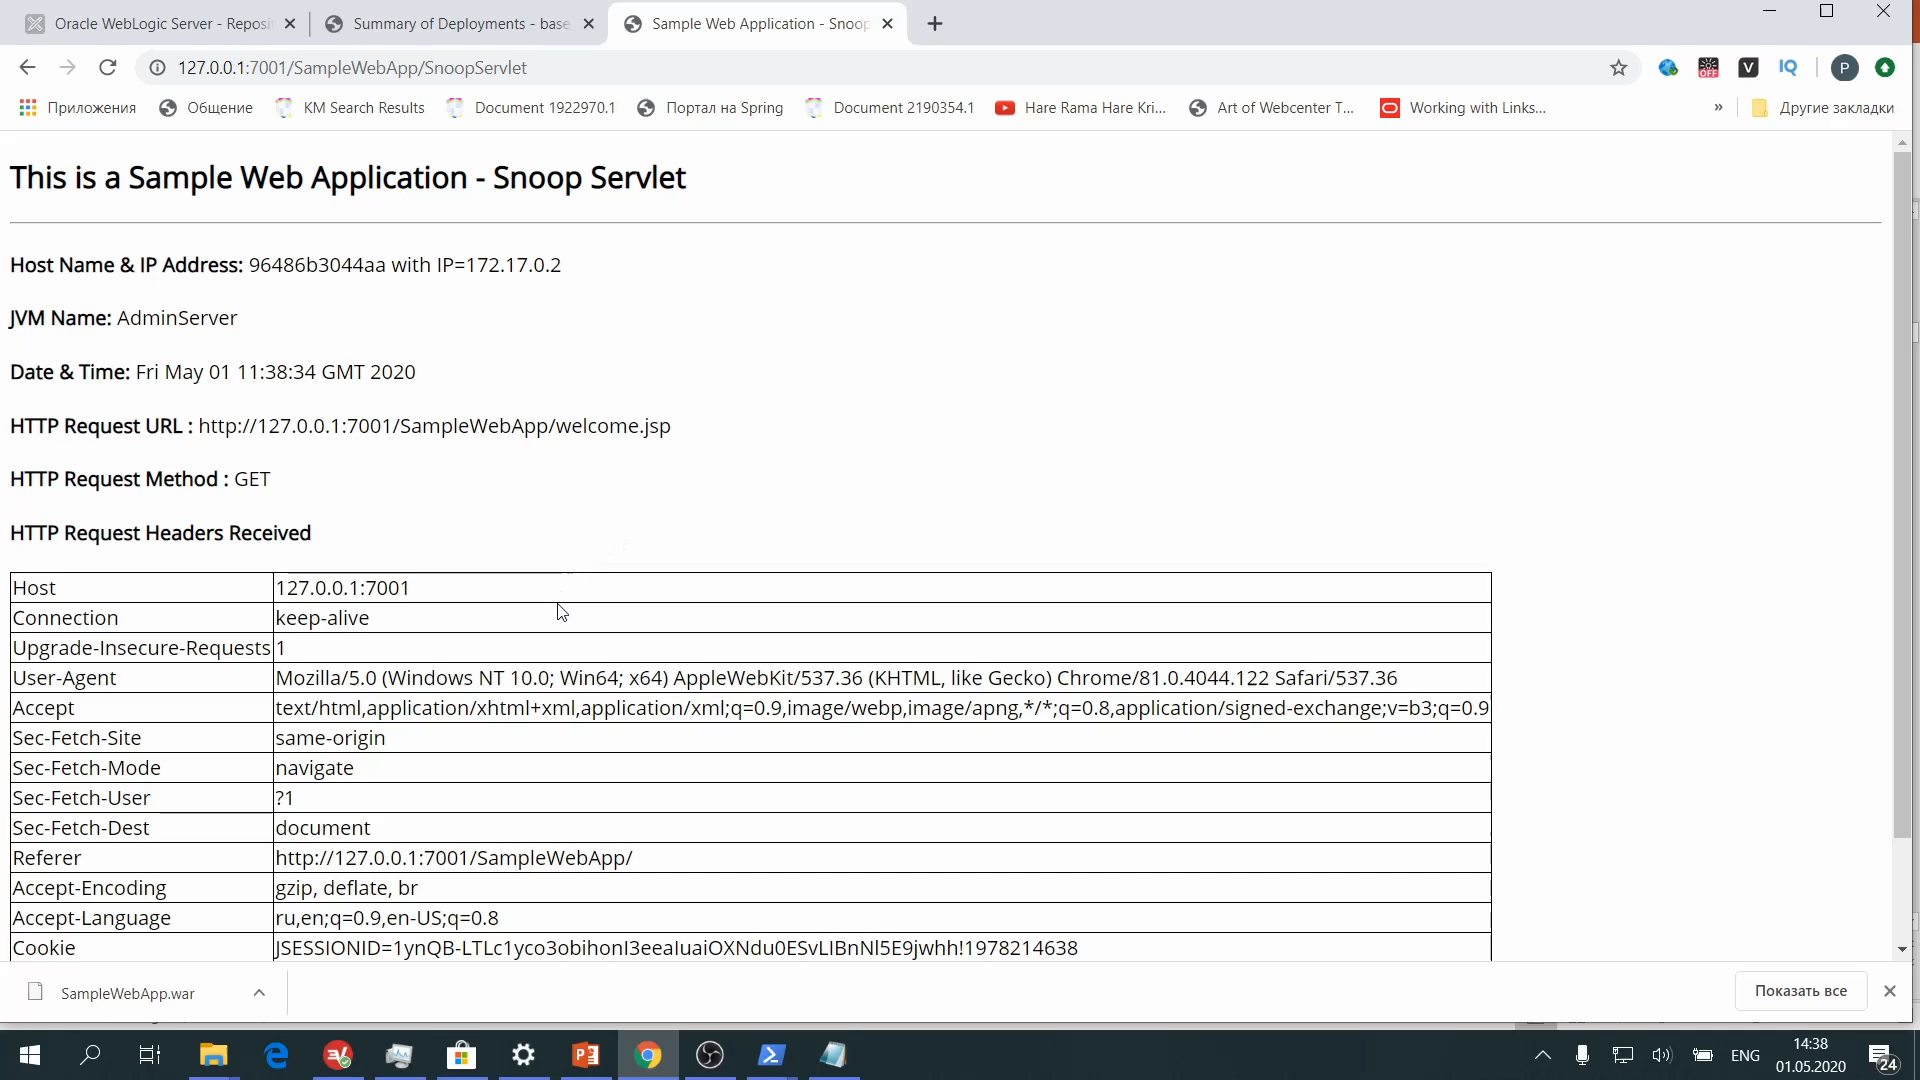 Oracle WebLogic Server - Reposi
Summary of Deployments - base
Sample Web Application - Snoop
127.0.0.1:7001/SampleWebApp/SnoopServlet
OFF
V
IQ
P
Приложения
Общение
KM Search Results
Document 1922970.1
Портал на Spring
Document 2190354.1
Hare Rama Hare Kri...
Art of Webcenter T...
Working with Links...
»
Другие закладки
This is a Sample Web Application - Snoop Servlet
Host Name & IP Address: 96486b3044aa with IP=172.17.0.2
JVM Name: AdminServer
Date & Time: Fri May 01 11:38:34 GMT 2020
HTTP Request URL : http://127.0.0.1:7001/SampleWebApp/welcome.jsp
HTTP Request Method : GET
HTTP Request Headers Received
Host 127.0.0.1:7001
Connection keep-alive
Upgrade-Insecure-Requests 1
User-Agent Mozilla/5.0 (Windows NT 10.0; Win64; x64) AppleWebKit/537.36 (KHTML, like Gecko) Chrome/81.0.4044.122 Safari/537.36
Accept text/html,application/xhtml+xml,application/xml;q=0.9,image/webp,image/apng,*/*;q=0.8,application/signed-exchange;v=b3;q=0.9
Sec-Fetch-Site same-origin
Sec-Fetch-Mode navigate
Sec-Fetch-User ?1
Sec-Fetch-Dest document
Referer http://127.0.0.1:7001/SampleWebApp/
Accept-Encoding gzip, deflate, br
Accept-Language ru,en;q=0.9,en-US;q=0.8
Cookie JSESSIONID=1ynQB-LTLc1yco3obihonI3eeaIuaiOXNdu0ESvLIBnNl5E9jwhh!1978214638
SampleWebApp.war
Показать все
ENG
14:38
01.05.2020
24